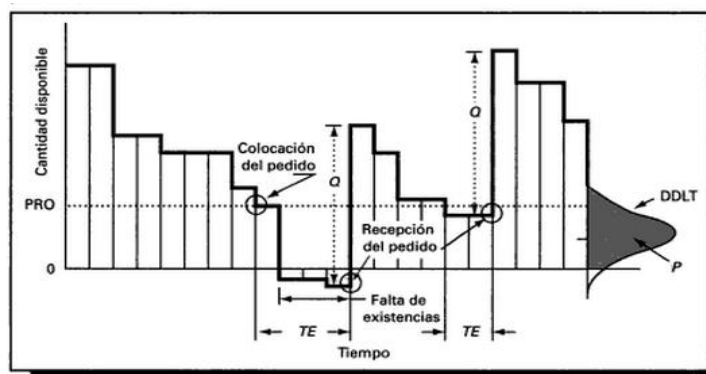 Cantidad disponible
Colocación
del pedido
Q
Q
PRO
DDLT
Recepción
del pedido
P
0
Falta de
existencias
TE
TE
Tiempo